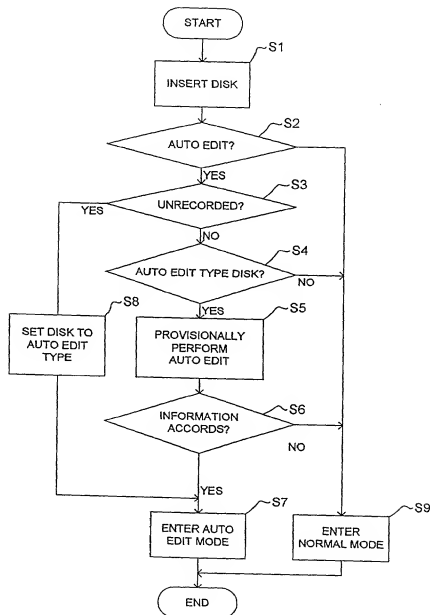 START
S1
INSERT DISK
S2
AUTO EDIT?
YES
S3
YES
UNRECORDED?
NO
S4
AUTO EDIT TYPE DISK?
NO
S8
YES
S5
SET DISK TO
AUTO EDIT
TYPE
PROVISIONALLY
PERFORM
AUTO EDIT
S6
INFORMATION
ACCORDS?
NO
YES
S7
ENTER AUTO
EDIT MODE
S9
ENTER
NORMAL MODE
END